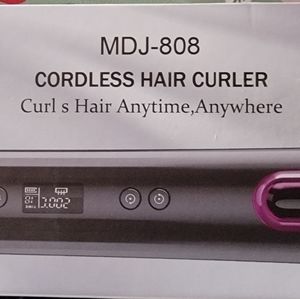 MDJ-808
CORDLESS HAIR CURLER
Curl s Hair Anytime,Anywhere